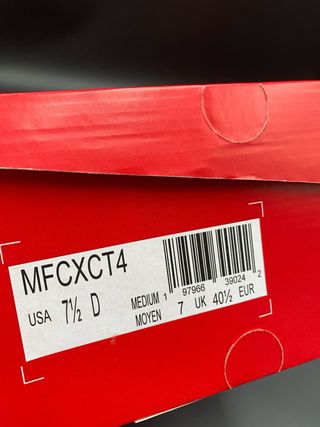 MFCXCT4
1 97966 39024 2
USA 7½ D MEDIUM MOYEN 7 UK 40½ EUR